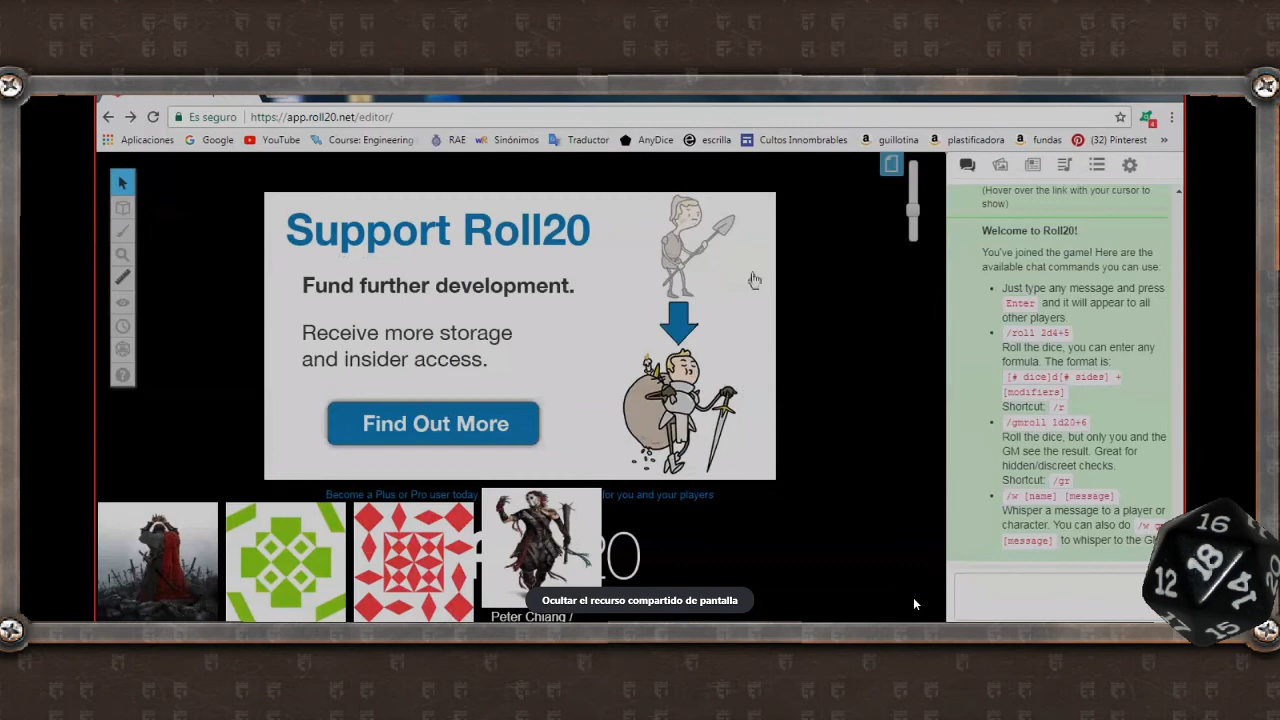 Es seguro
https://app.roll20.net/editor/
4
Aplicaciones
Google
YouTube
Course: Engineering
RAE
Sinónimos
Traductor
AnyDice
escrilla
Cultos Innombrables
guillotina
plastificadora
fundas
(32) Pinterest
»
Support Roll20
Fund further development.
Receive more storage
and insider access.
Find Out More
Become a Plus or Pro user today
for you and your players
20
Peter Chiang /
Ocultar el recurso compartido de pantalla
(Hover over the link with your cursor to
show)
Welcome to Roll20!
You've joined the game! Here are the
available chat commands you can use:
Just type any message and press
Enter and it will appear to all
other players.
/roll 2d4+5
Roll the dice, you can enter any
formula. The format is:
[# dice]d[# sides] +
[modifiers]
Shortcut: /r
/gmroll 1d20+6
Roll the dice, but only you and the
GM see the result. Great for
hidden/discreet checks.
Shortcut: /gr
/w [name] [message]
Whisper a message to a player or
character. You can also do /w
[message] to whisper to the
16
18
12
14
20
17
15